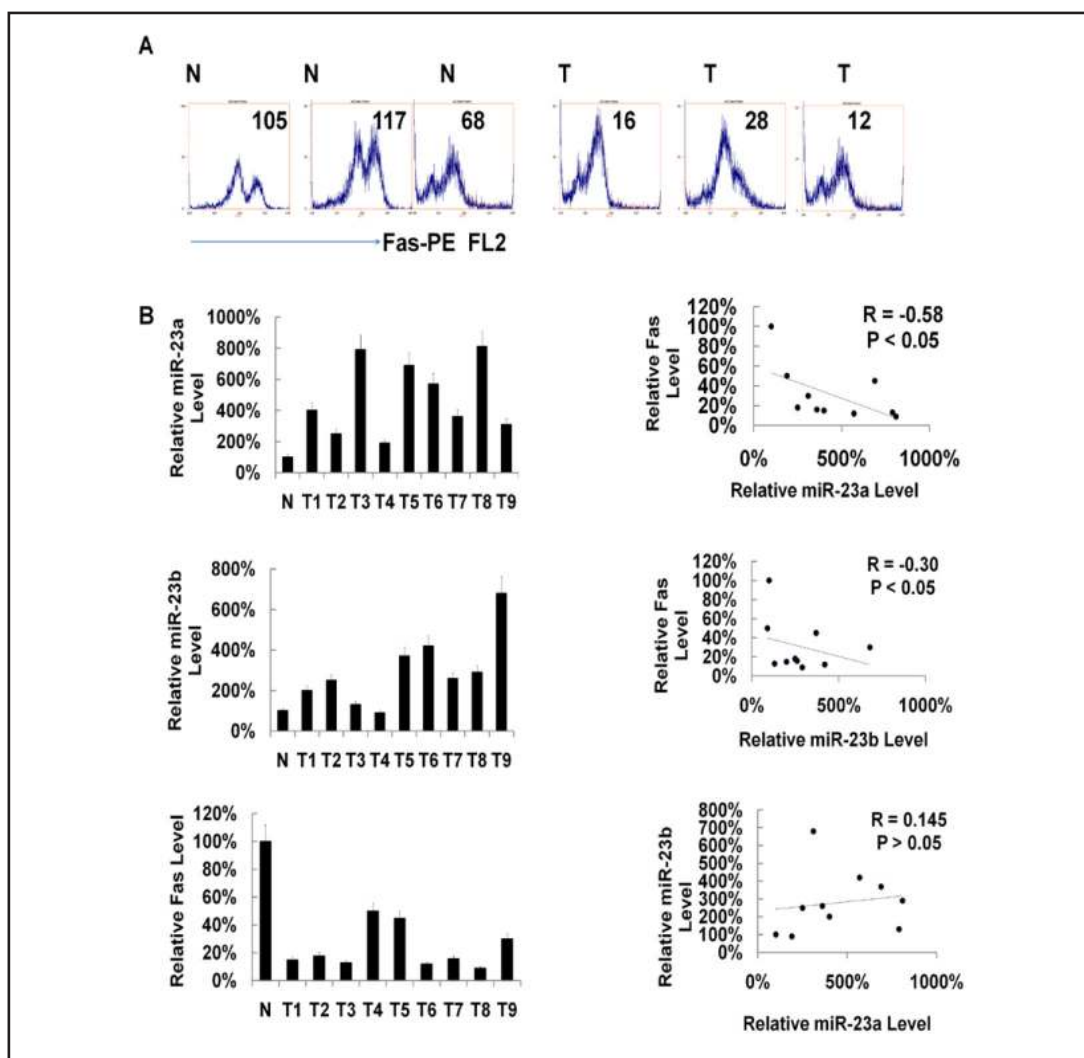 A
N N N T T T
105 117 68 16 28 12
Fas-PE FL2
B
Relative miR-23a
Level
1000%
800%
600%
400%
200%
0%
N T1 T2 T3 T4 T5 T6 T7 T8 T9
Relative Fas
Level
120%
100%
80%
60%
40%
20%
0%
R = -0.58
P < 0.05
0% 500% 1000%
Relative miR-23a Level
Relative miR-23b
Level
800%
600%
400%
200%
0%
N T1 T2 T3 T4 T5 T6 T7 T8 T9
Relative Fas
Level
120%
100%
80%
60%
40%
20%
0%
R = -0.30
P < 0.05
0% 500% 1000%
Relative miR-23b Level
Relative Fas Level
120%
100%
80%
60%
40%
20%
0%
N T1 T2 T3 T4 T5 T6 T7 T8 T9
Relative miR-23b
Level
800%
700%
600%
500%
400%
300%
200%
100%
0%
R = 0.145
P > 0.05
0% 500% 1000%
Relative miR-23a Level